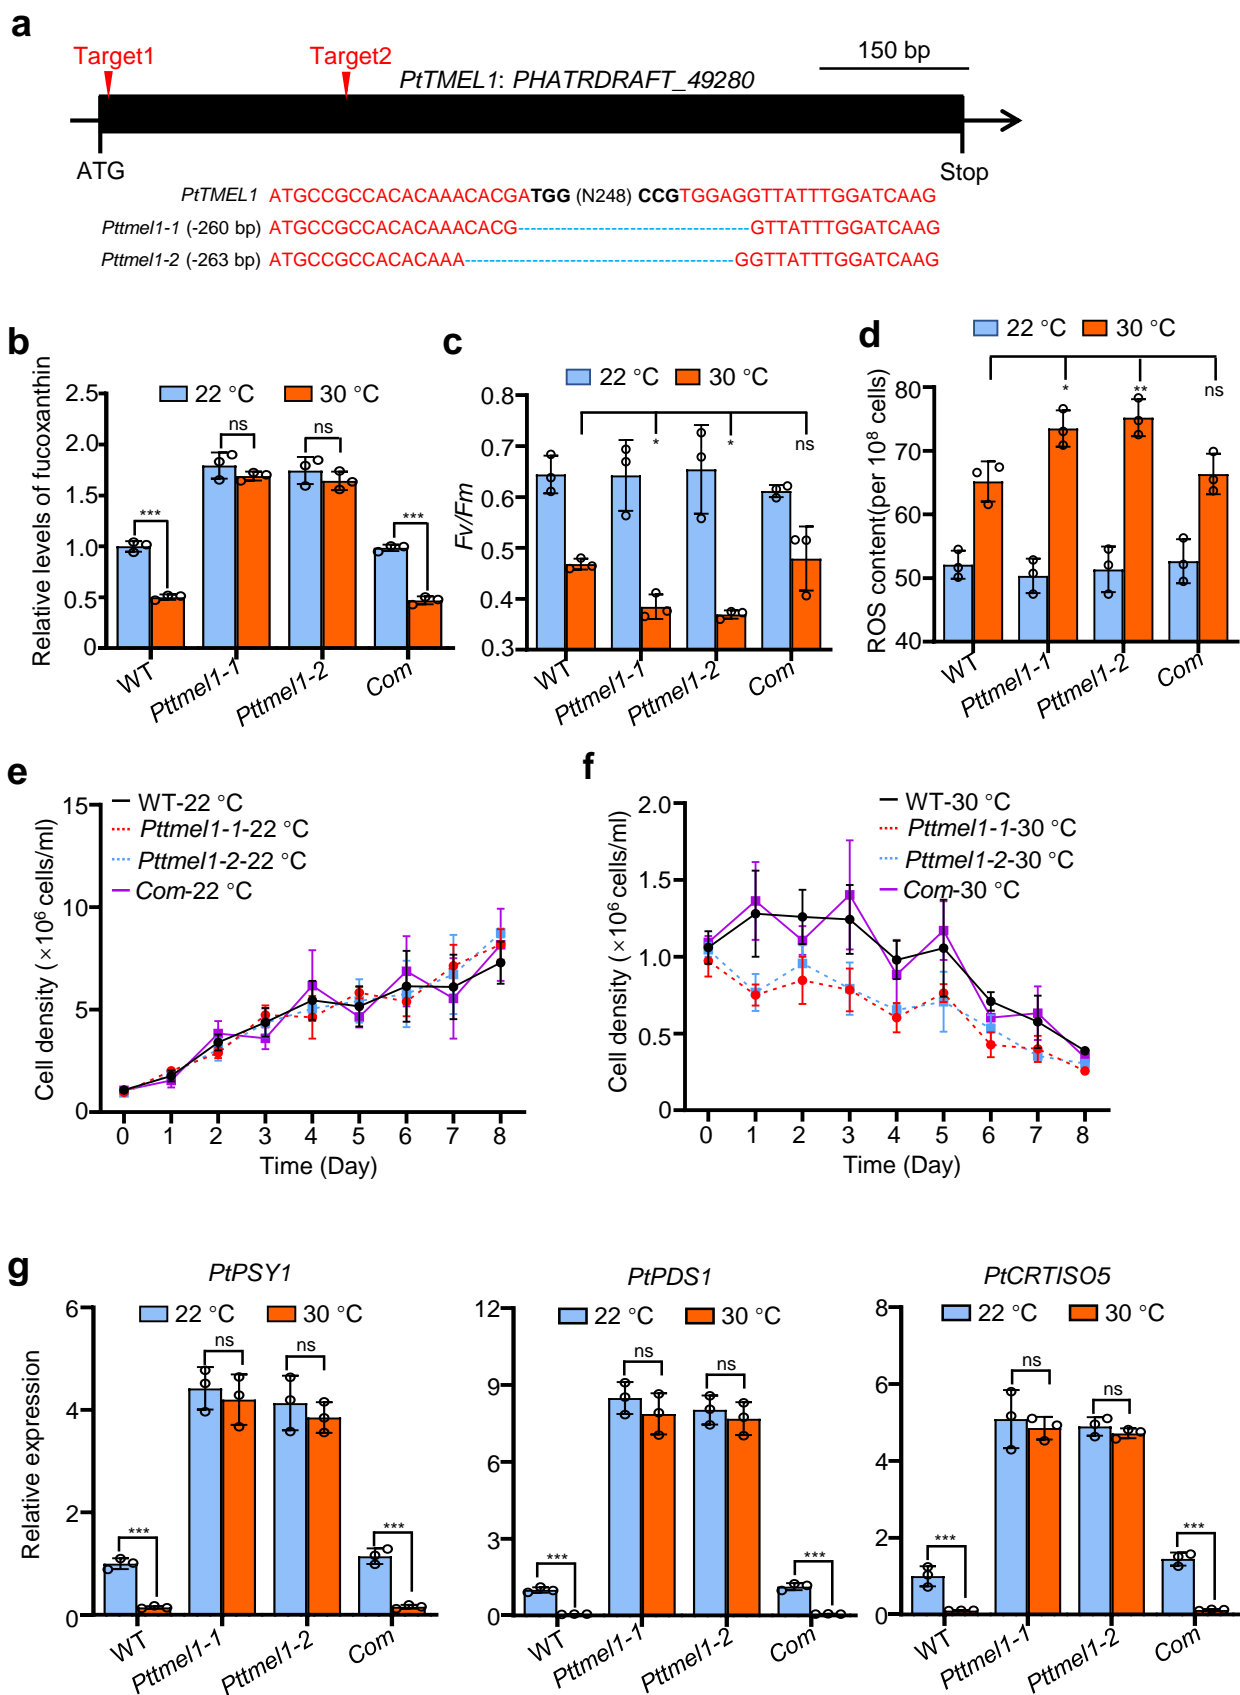 a
Target1
Target2
150 bp
PtTMEL1: PHATRDRAFT_49280
ATG
Stop
PtTMEL1 ATGCCGCCACACACAAACACGATGG (N248) CCGTGGAGGTTATTTGGATCAAG
Pttmel1-1 (-260 bp) ATGCCGCCACACACAAACACG--------------------------------------GTTATTTGGATCAAG
Pttmel1-2 (-263 bp) ATGCCGCCACACACAAA--------------------------------------------GGTTATTTGGATCAAG
b
22 °C 30 °C
Relative levels of fucoxanthin
2.5
2.0
1.5
1.0
0.5
0
***
ns
ns
***
WT
Pttmel1-1
Pttmel1-2
Com
c
22 °C 30 °C
Fv/Fm
0.8
0.7
0.6
0.5
0.4
0.3
*
*
ns
WT
Pttmel1-1
Pttmel1-2
Com
d
22 °C 30 °C
ROS content(per 10⁸ cells)
80
70
60
50
40
*
**
ns
WT
Pttmel1-1
Pttmel1-2
Com
e
Cell density (×10⁶ cells/ml)
15
10
5
0
WT-22 °C
Pttmel1-1-22 °C
Pttmel1-2-22 °C
Com-22 °C
0 1 2 3 4 5 6 7 8
Time (Day)
f
Cell density (×10⁶ cells/ml)
2.0
1.5
1.0
0.5
0
WT-30 °C
Pttmel1-1-30 °C
Pttmel1-2-30 °C
Com-30 °C
0 1 2 3 4 5 6 7 8
Time (Day)
g
PtPSY1
22 °C 30 °C
Relative expression
6
4
2
0
***
ns
ns
***
WT
Pttmel1-1
Pttmel1-2
Com
PtPDS1
22 °C 30 °C
12
9
6
3
0
***
ns
ns
***
WT
Pttmel1-1
Pttmel1-2
Com
PtCRTISO5
22 °C 30 °C
8
6
4
2
0
***
ns
ns
***
WT
Pttmel1-1
Pttmel1-2
Com